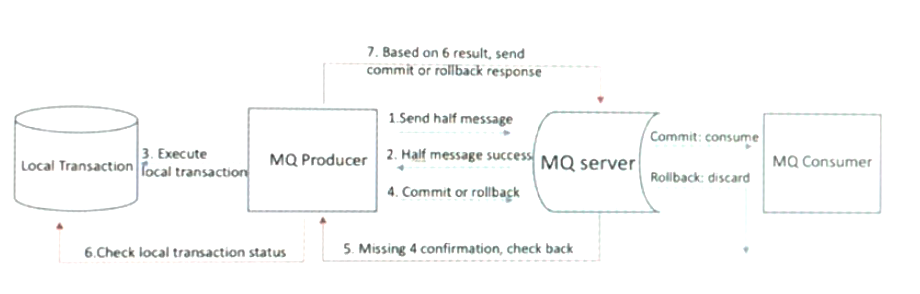 7. Based on 6 result, send
commit or rollback response
1.Send half message
Commit: consume
3. Execute
local transaction
2. Half message success
Local Transaction
MQ Producer
MQ server
MQ Consumer
Rollback: discard
4. Commit or rollback
6.Check local transaction status
5. Missing 4 confirmation, check back